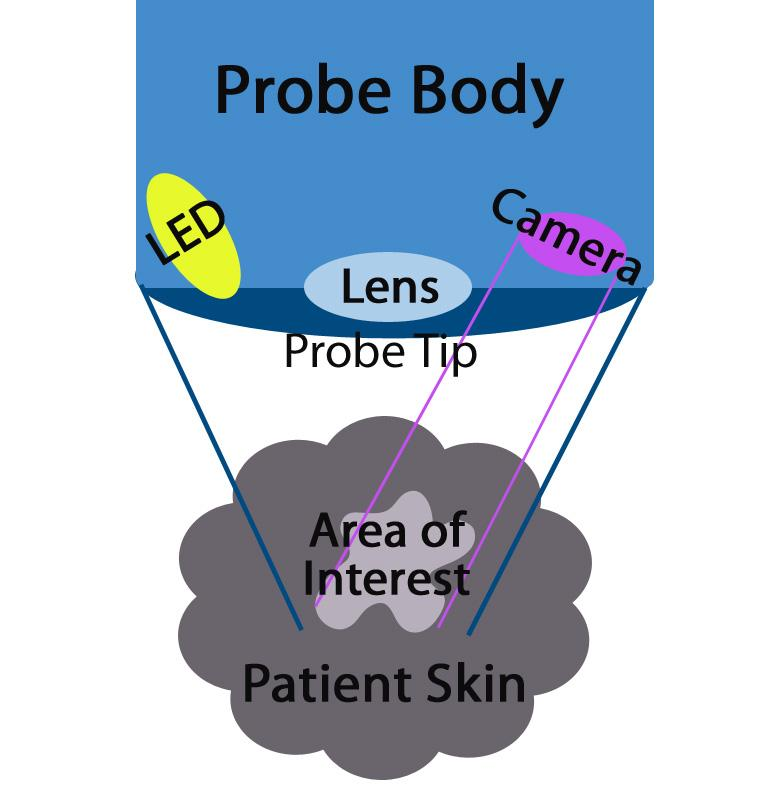 Probe Body
LED
Camera
Lens
Probe Tip
Area of
Interest
Patient Skin